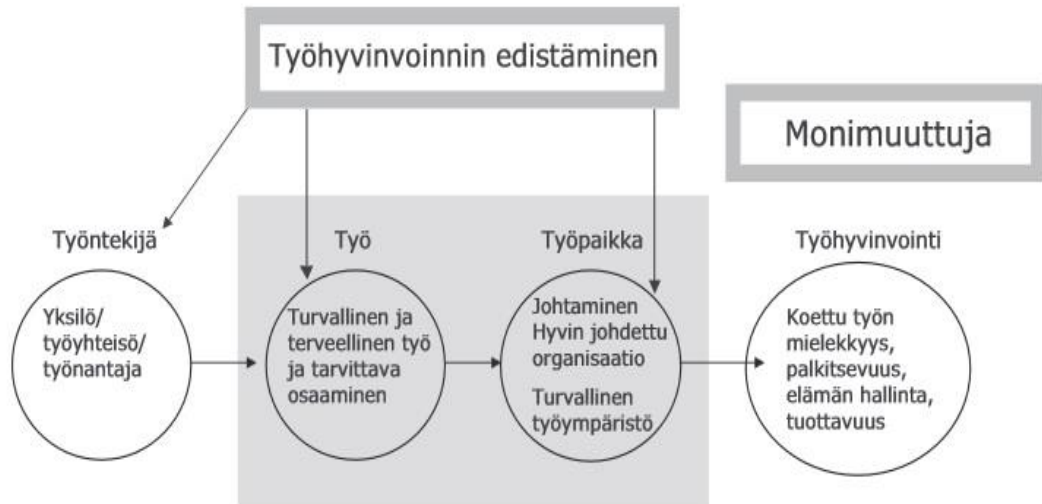 Työhyvinvoinnin edistäminen
Monimuuttuja
Työntekijä
Yksilö/
työyhteisö/
työnantaja
Työ
Turvallinen ja
terveellinen työ
ja tarvittava
osaaminen
Työpaikka
Johtaminen
Hyvin johdettu
organisaatio
Turvallinen
työympäristö
Työhyvinvointi
Koettu työn
mielekkyys,
palkitsevuus,
elämän hallinta,
tuottavuus